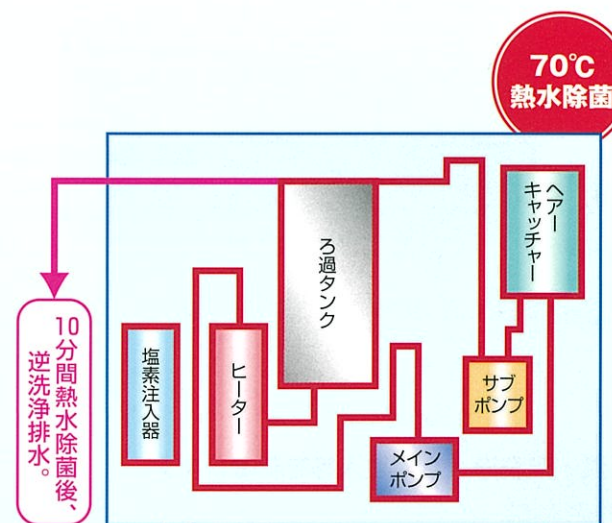 70℃
熱水除菌
ヘアー
キャッチャー
ろ過タンク
塩素注入器
ヒーター
サブ
ポンプ
メイン
ポンプ
10分間熱水除菌後、
逆洗浄排水。